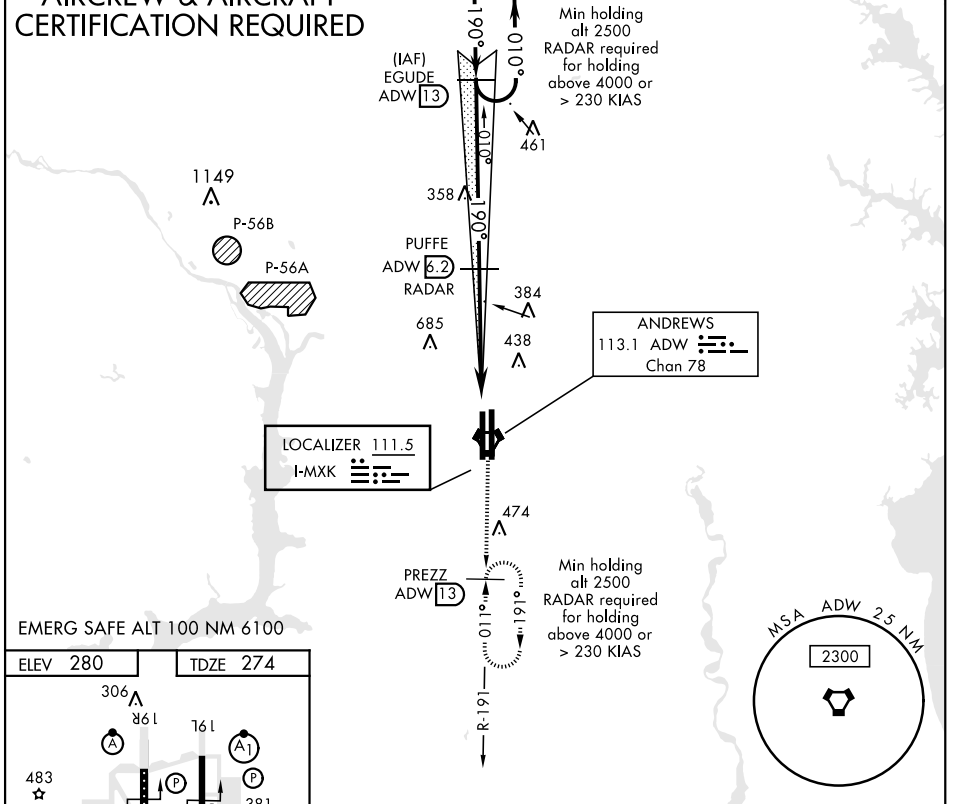 AIRCREW & AIRCRAFT
CERTIFICATION REQUIRED
190°
010°
Min holding
alt 2500
RADAR required
for holding
above 4000 or
> 230 KIAS
(IAF)
EGUDE
ADW 13
461
010°
1149
358
190°
P-56B
PUFFE
ADW 6.2
RADAR
P-56A
384
685
438
ANDREWS
113.1 ADW
Chan 78
LOCALIZER 111.5
I-MXK
474
PREZZ
ADW 13
011°
191°
Min holding
alt 2500
RADAR required
for holding
above 4000 or
> 230 KIAS
R-191
MSA ADW 25 NM
2300
EMERG SAFE ALT 100 NM 6100
ELEV 280
TDZE 274
306
19R
19L
A
A1
P
P
483